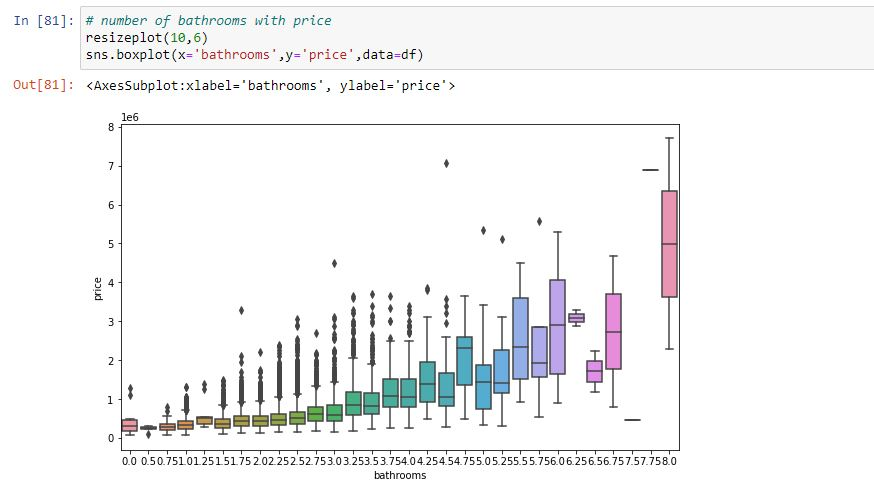 In [81]: # number of bathrooms with price
resizeplot(10,6)
sns.boxplot(x='bathrooms',y='price',data=df)
Out[81]: <AxesSubplot:xlabel='bathrooms', ylabel='price'>
1e6
8
7
6
5
4
3
2
1
0
price
0.0 0.5 0.75 1.0 1.25 1.5 1.75 2.0 2.25 2.5 2.75 3.0 3.25 3.5 3.75 4.0 4.25 4.5 4.75 5.0 5.25 5.5 5.75 6.0 6.25 6.5 6.75 7.5 7.75 8.0
bathrooms